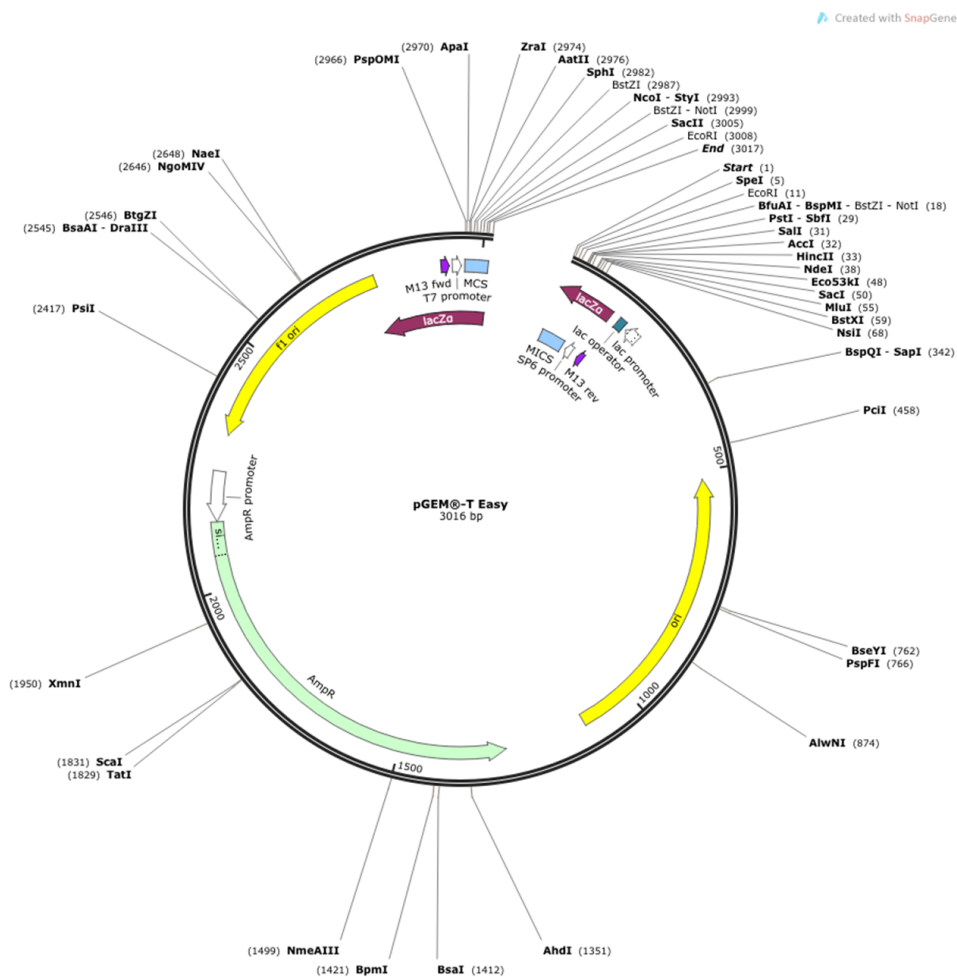 Created with SnapGene
(2970) ApaI
(2966) PspOMI
ZraI (2974)
AatII (2976)
SphI (2982)
BstZI (2987)
NcoI - StyI (2993)
BstZI - NotI (2999)
SacII (3005)
EcoRI (3008)
End (3017)
Start (1)
SpeI (5)
EcoRI (11)
BfuAI - BspMI - BstZI - NotI (18)
PstI - SbfI (29)
SalI (31)
AccI (32)
HincII (33)
NdeI (38)
Eco53kI (48)
SacI (50)
MluI (55)
BstXI (59)
NsiI (68)
BspQI - SapI (342)
PciI (458)
(2648) NaeI
(2646) NgoMIV
(2546) BtgZI
(2545) BsaAI - DraIII
(2417) PsiI
M13 fwd
MCS
T7 promoter
lacZα
lacZα
lac operator
lac promoter
MCS
SP6 promoter
M13 rev
f1 ori
2500
500
AmpR promoter
si...
pGEM®-T Easy
3016 bp
ori
2000
AmpR
1000
1500
BseYI (762)
PspFI (766)
AlwNI (874)
(1950) XmnI
(1831) ScaI
(1829) TatI
(1499) NmeAIII
(1421) BpmI
BsaI (1412)
AhdI (1351)